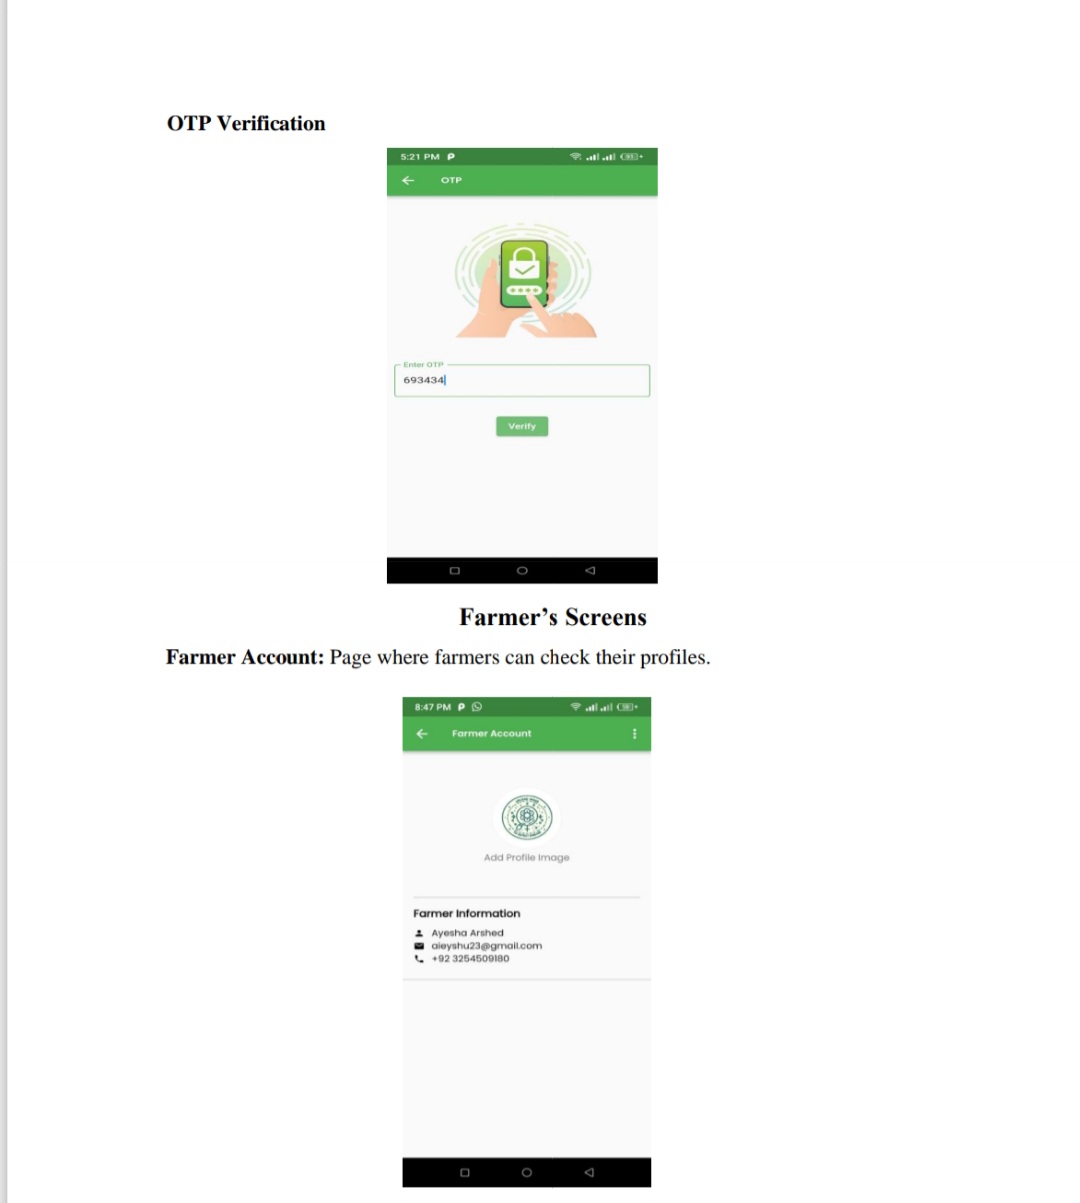 OTP Verification
5:21 PM
OTP
Enter OTP
693434
Verify
Farmer’s Screens
Farmer Account: Page where farmers can check their profiles.
8:47 PM
Farmer Account
Add Profile Image
Farmer Information
Ayesha Arshed
aieyshu23@gmail.com
+92 3254509180